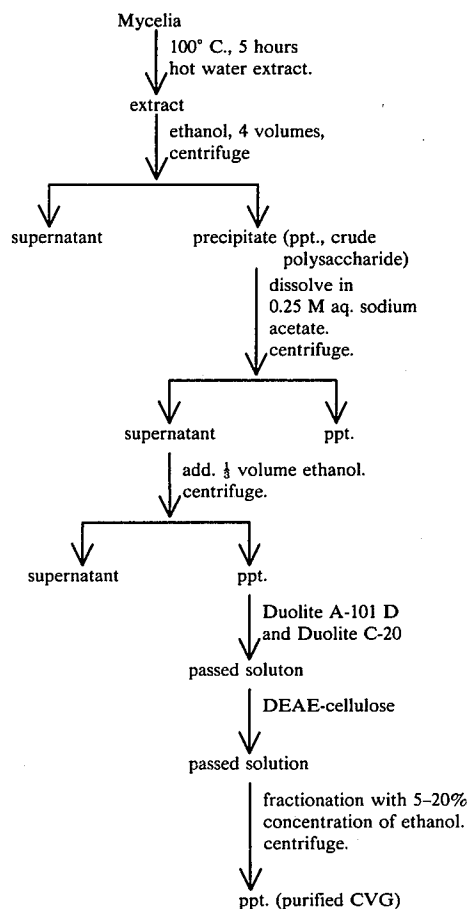 Mycelia
100° C., 5 hours
hot water extract.
extract
ethanol, 4 volumes,
centrifuge
supernatant
precipitate (ppt., crude
polysaccharide)
dissolve in
0.25 M aq. sodium
acetate.
centrifuge.
supernatant
ppt.
add. ⅓ volume ethanol.
centrifuge.
supernatant
ppt.
Duolite A-101 D
and Duolite C-20
passed soluton
DEAE-cellulose
passed solution
fractionation with 5–20%
concentration of ethanol.
centrifuge.
ppt. (purified CVG)